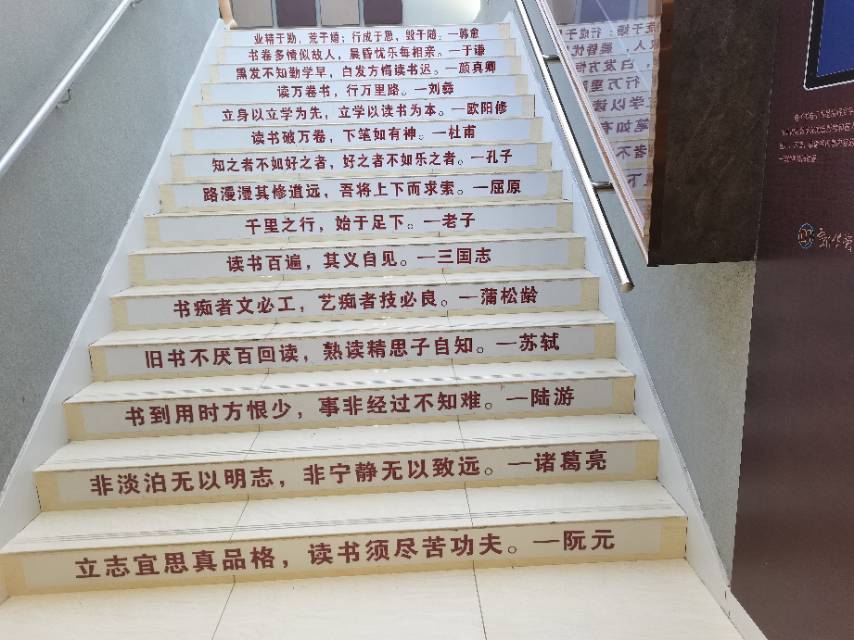 业精于勤，荒于嬉；行成于思，毁于随。—韩愈
书卷多情似故人，晨昏忧乐每相亲。—于谦
黑发不知勤学早，白发方悔读书迟。—颜真卿
读万卷书，行万里路。—刘彝
立身以立学为先，立学以读书为本。—欧阳修
读书破万卷，下笔如有神。—杜甫
知之者不如好之者，好之者不如乐之者。—孔子
路漫漫其修道远，吾将上下而求索。—屈原
千里之行，始于足下。—老子
读书百遍，其义自见。—三国志
书痴者文必工，艺痴者技必良。—蒲松龄
旧书不厌百回读，熟读精思子自知。—苏轼
书到用时方恨少，事非经过不知难。—陆游
非淡泊无以明志，非宁静无以致远。—诸葛亮
立志宜思真品格，读书须尽苦功夫。—阮元